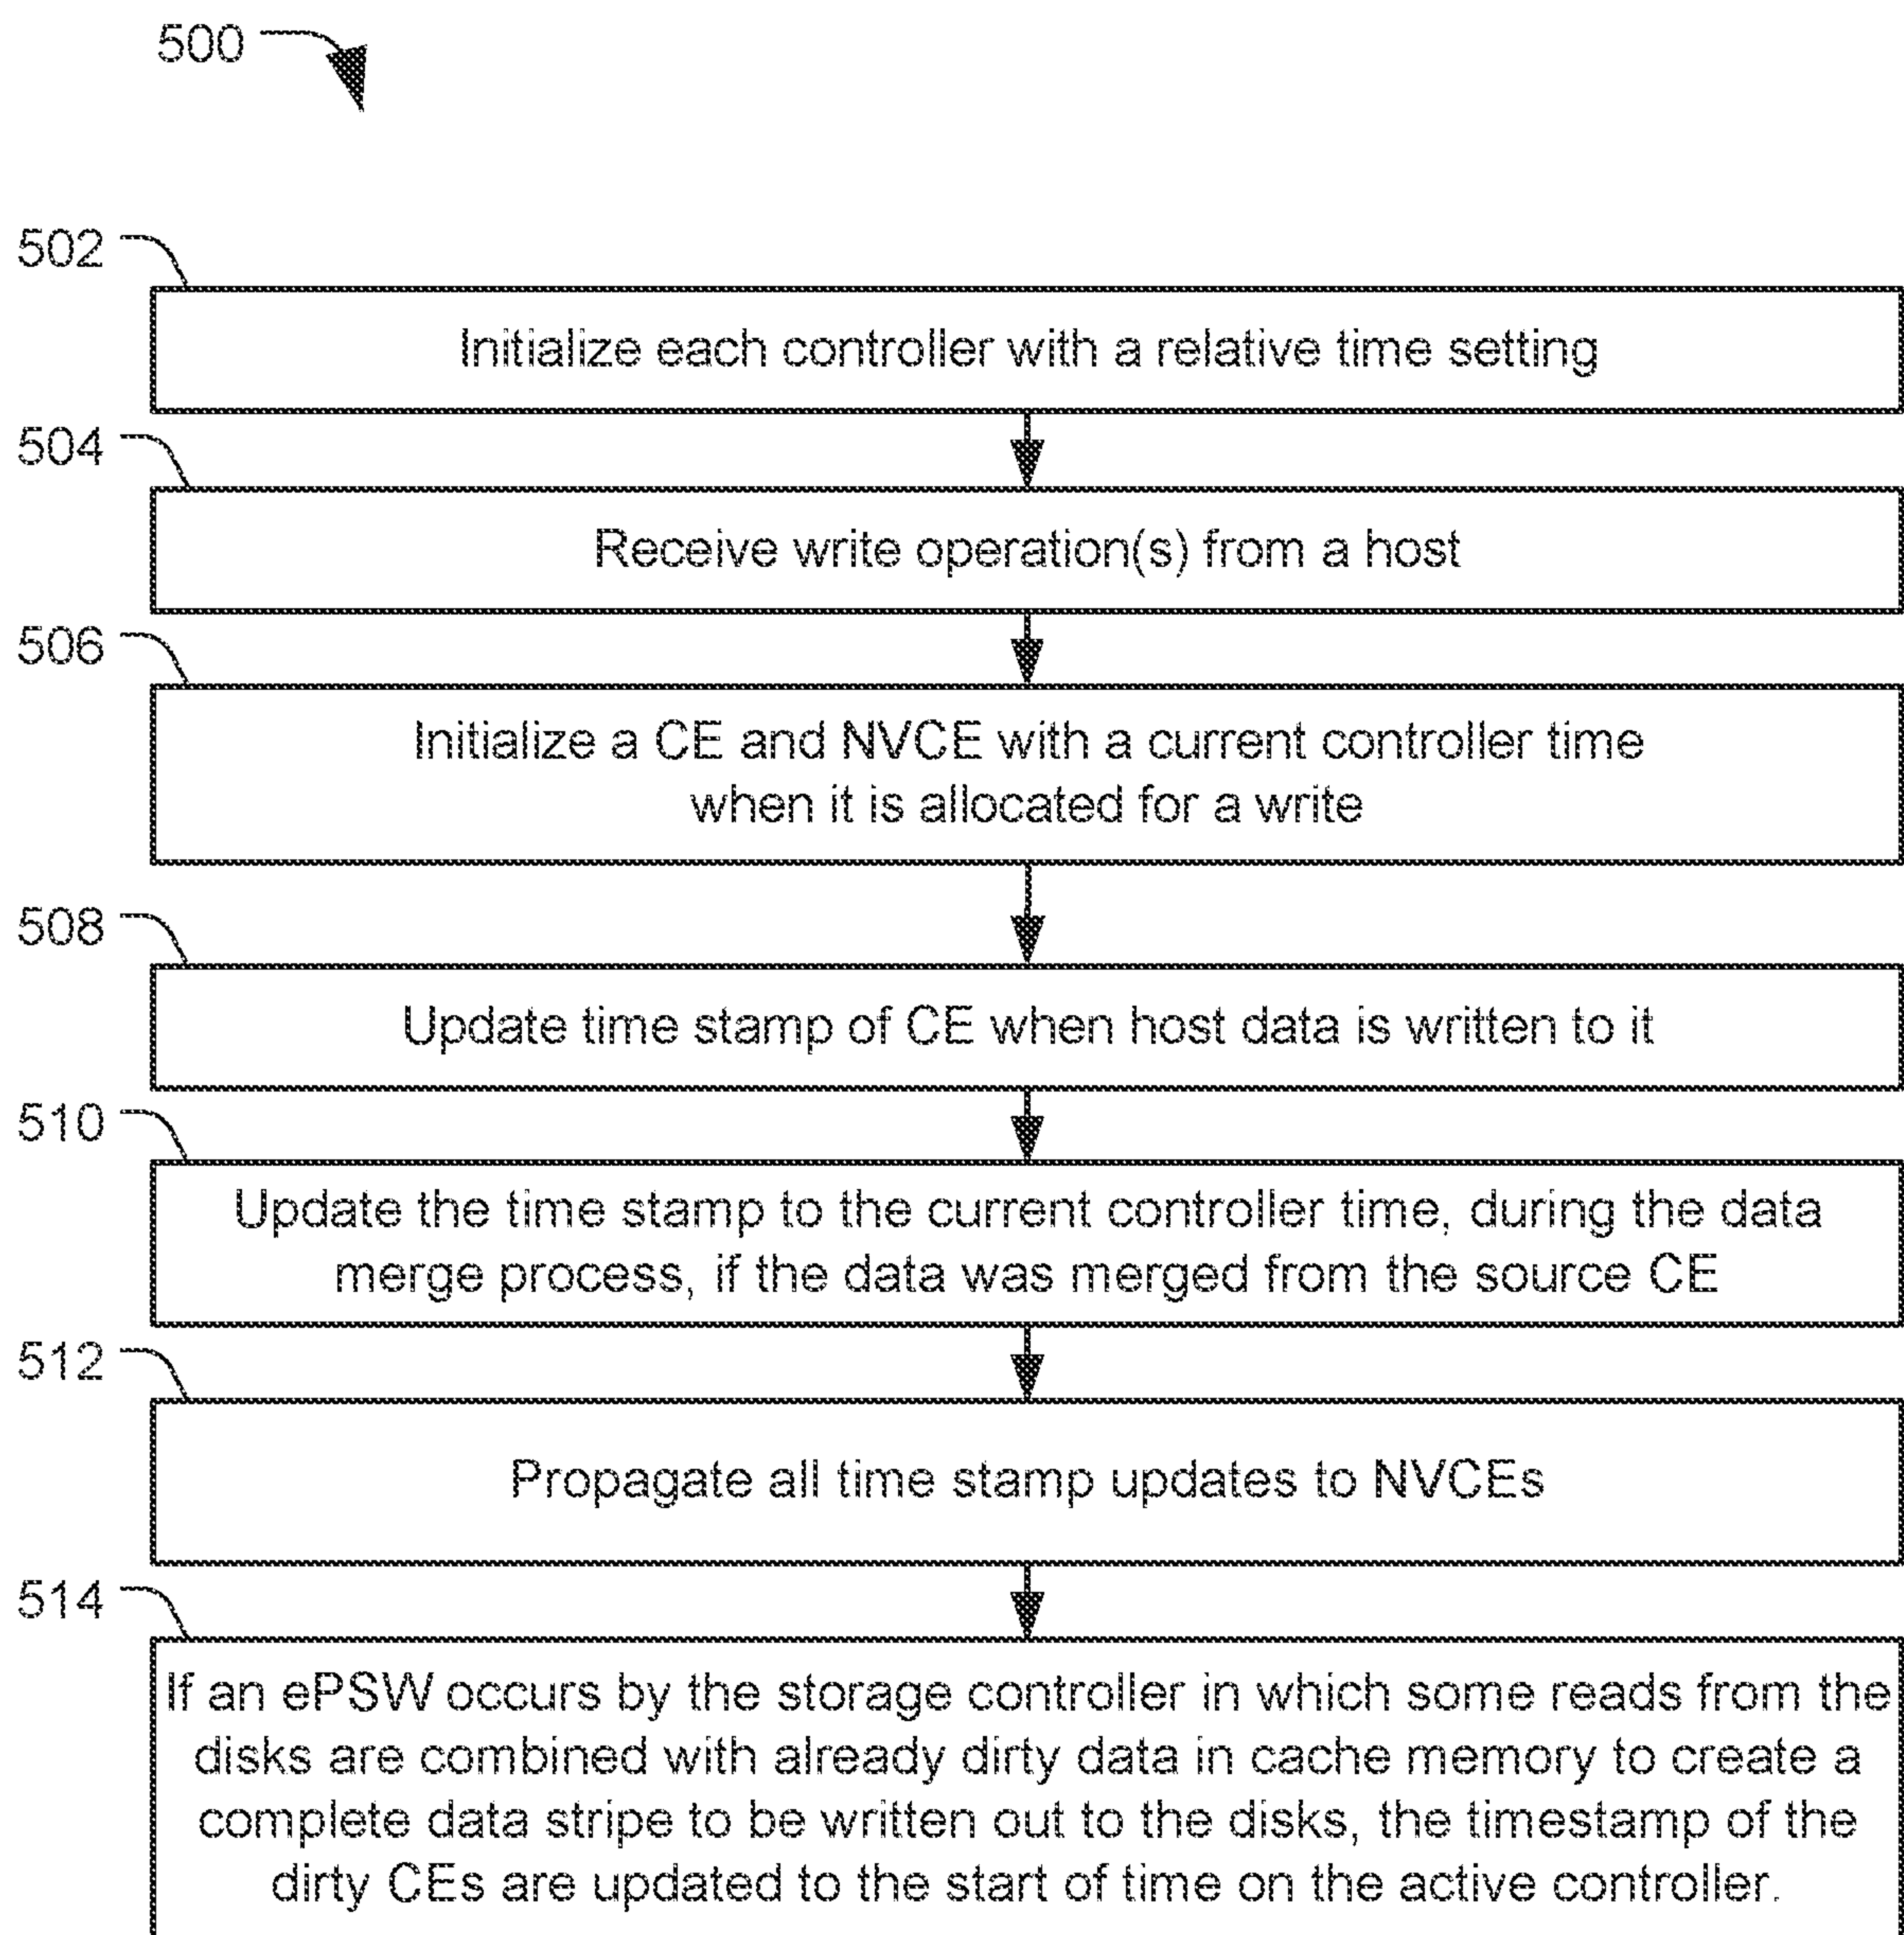 500
502
Initialize each controller with a relative time setting
504
Receive write operation(s) from a host
506
Initialize a CE and NVCE with a current controller time
when it is allocated for a write
508
Update time stamp of CE when host data is written to it
510
Update the time stamp to the current controller time, during the data
merge process, if the data was merged from the source CE
512
Propagate all time stamp updates to NVCEs
514
If an ePSW occurs by the storage controller in which some reads from the
disks are combined with already dirty data in cache memory to create a
complete data stripe to be written out to the disks, the timestamp of the
dirty CEs are updated to the start of time on the active controller.